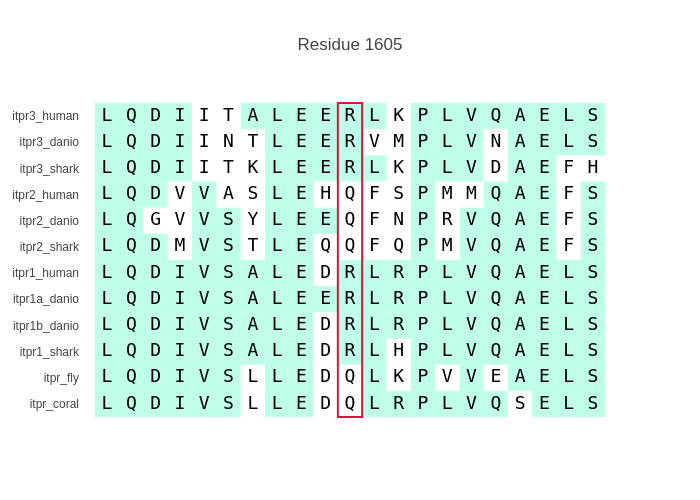 Residue 1605
itpr3_human L Q D I I T A L E E R L K P L V Q A E L S
itpr3_danio L Q D I I N T L E E R V M P L V N A E L S
itpr3_shark L Q D I I T K L E E R L K P L V D A E F H
itpr2_human L Q D V V A S L E H Q F S P M M Q A E F S
itpr2_danio L Q G V V S Y L E E Q F N P R V Q A E F S
itpr2_shark L Q D M V S T L E Q Q F Q P M V Q A E F S
itpr1_human L Q D I V S A L E D R L R P L V Q A E L S
itpr1a_danio L Q D I V S A L E E R L R P L V Q A E L S
itpr1b_danio L Q D I V S A L E D R L R P L V Q A E L S
itpr1_shark L Q D I V S A L E D R L H P L V Q A E L S
itpr_fly L Q D I V S L L E D Q L K P V V E A E L S
itpr_coral L Q D I V S L L E D Q L R P L V Q S E L S